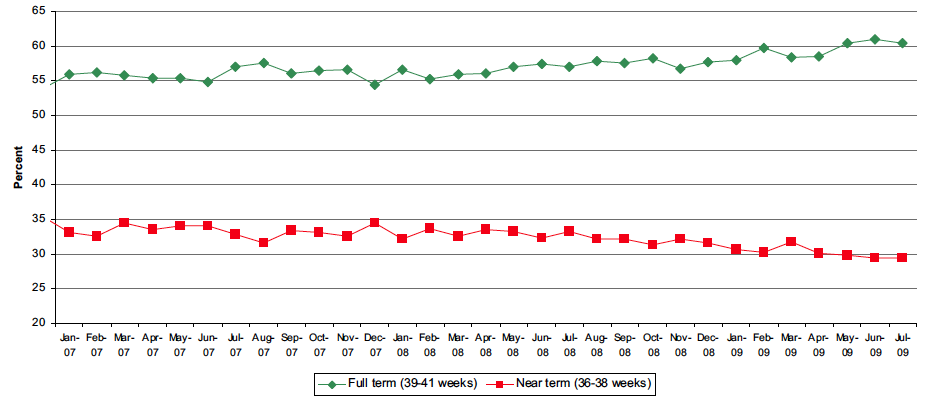 65
60
55
50
45
40
35
30
25
20
Percent
Jan- Feb- Mar- Apr- May- Jun- Jul- Aug- Sep- Oct- Nov- Dec- Jan- Feb- Mar- Apr- May- Jun- Jul- Aug- Sep- Oct- Nov- Dec- Jan- Feb- Mar- Apr- May- Jun- Jul-
07 07 07 07 07 07 07 07 07 07 07 07 08 08 08 08 08 08 08 08 08 08 08 08 09 09 09 09 09 09 09
Full term (39-41 weeks) Near term (36-38 weeks)